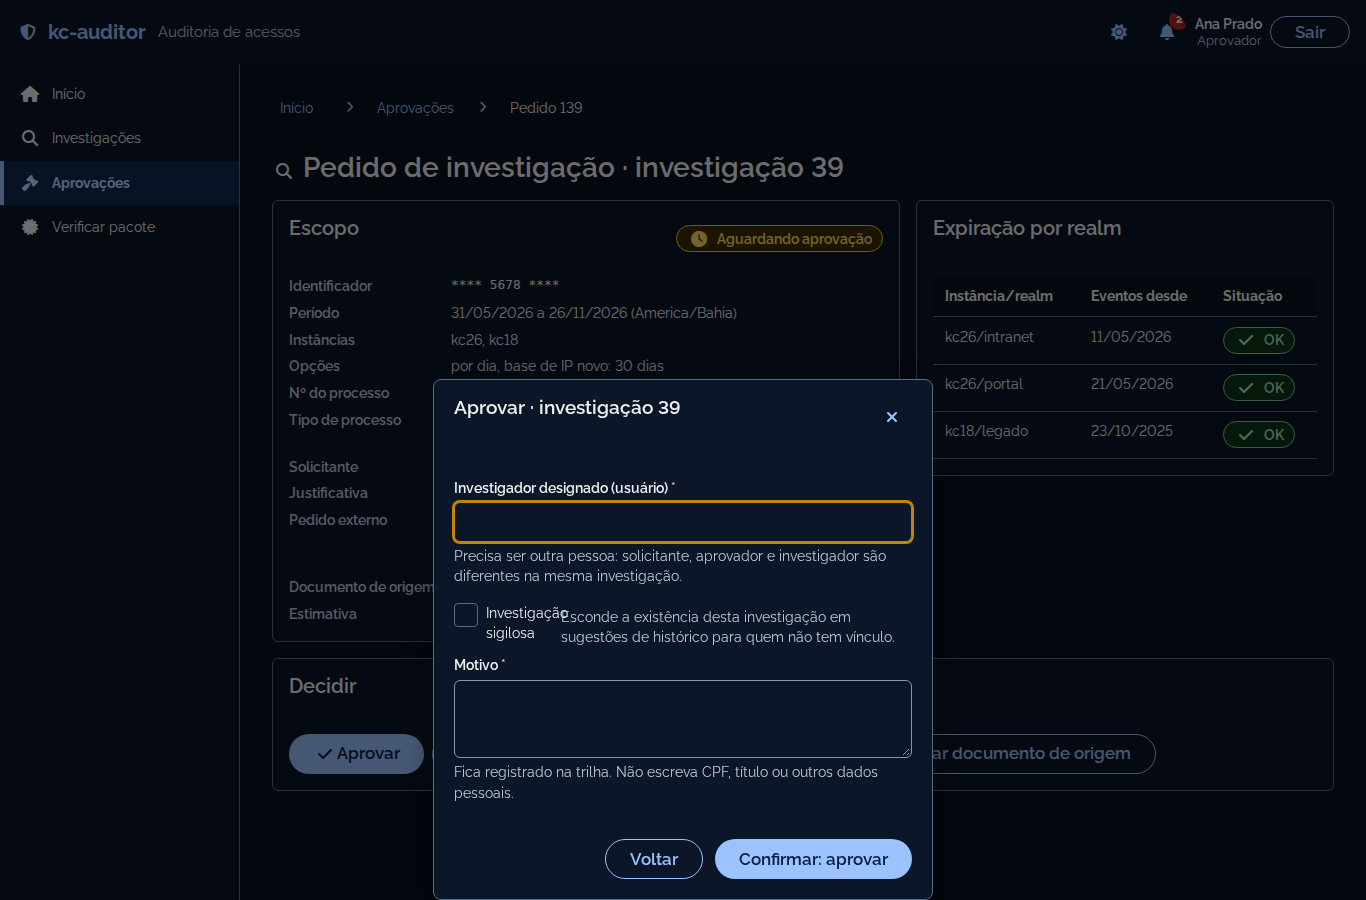 kc-auditor Auditoria de acessos
2
Ana Prado
Aprovador
Sair
Início
Investigações
Aprovações
Verificar pacote
Início
Aprovações
Pedido 139
Pedido de investigação · investigação 39
Escopo
Aguardando aprovação
Identificador **** 5678 ****
Período 31/05/2026 a 26/11/2026 (America/Bahia)
Instâncias kc26, kc18
Opções por dia, base de IP novo: 30 dias
Nº do processo
Tipo de processo
Solicitante
Justificativa
Pedido externo
Documento de origem
Estimativa
Expiração por realm
Instância/realm Eventos desde Situação
kc26/intranet 11/05/2026 OK
kc26/portal 21/05/2026 OK
kc18/legado 23/10/2025 OK
Decidir
Aprovar
ar documento de origem
Aprovar · investigação 39
Investigador designado (usuário) *
Precisa ser outra pessoa: solicitante, aprovador e investigador são
diferentes na mesma investigação.
Investigação
sigilosa
Esconde a existência desta investigação em
sugestões de histórico para quem não tem vínculo.
Motivo *
Fica registrado na trilha. Não escreva CPF, título ou outros dados
pessoais.
Voltar
Confirmar: aprovar